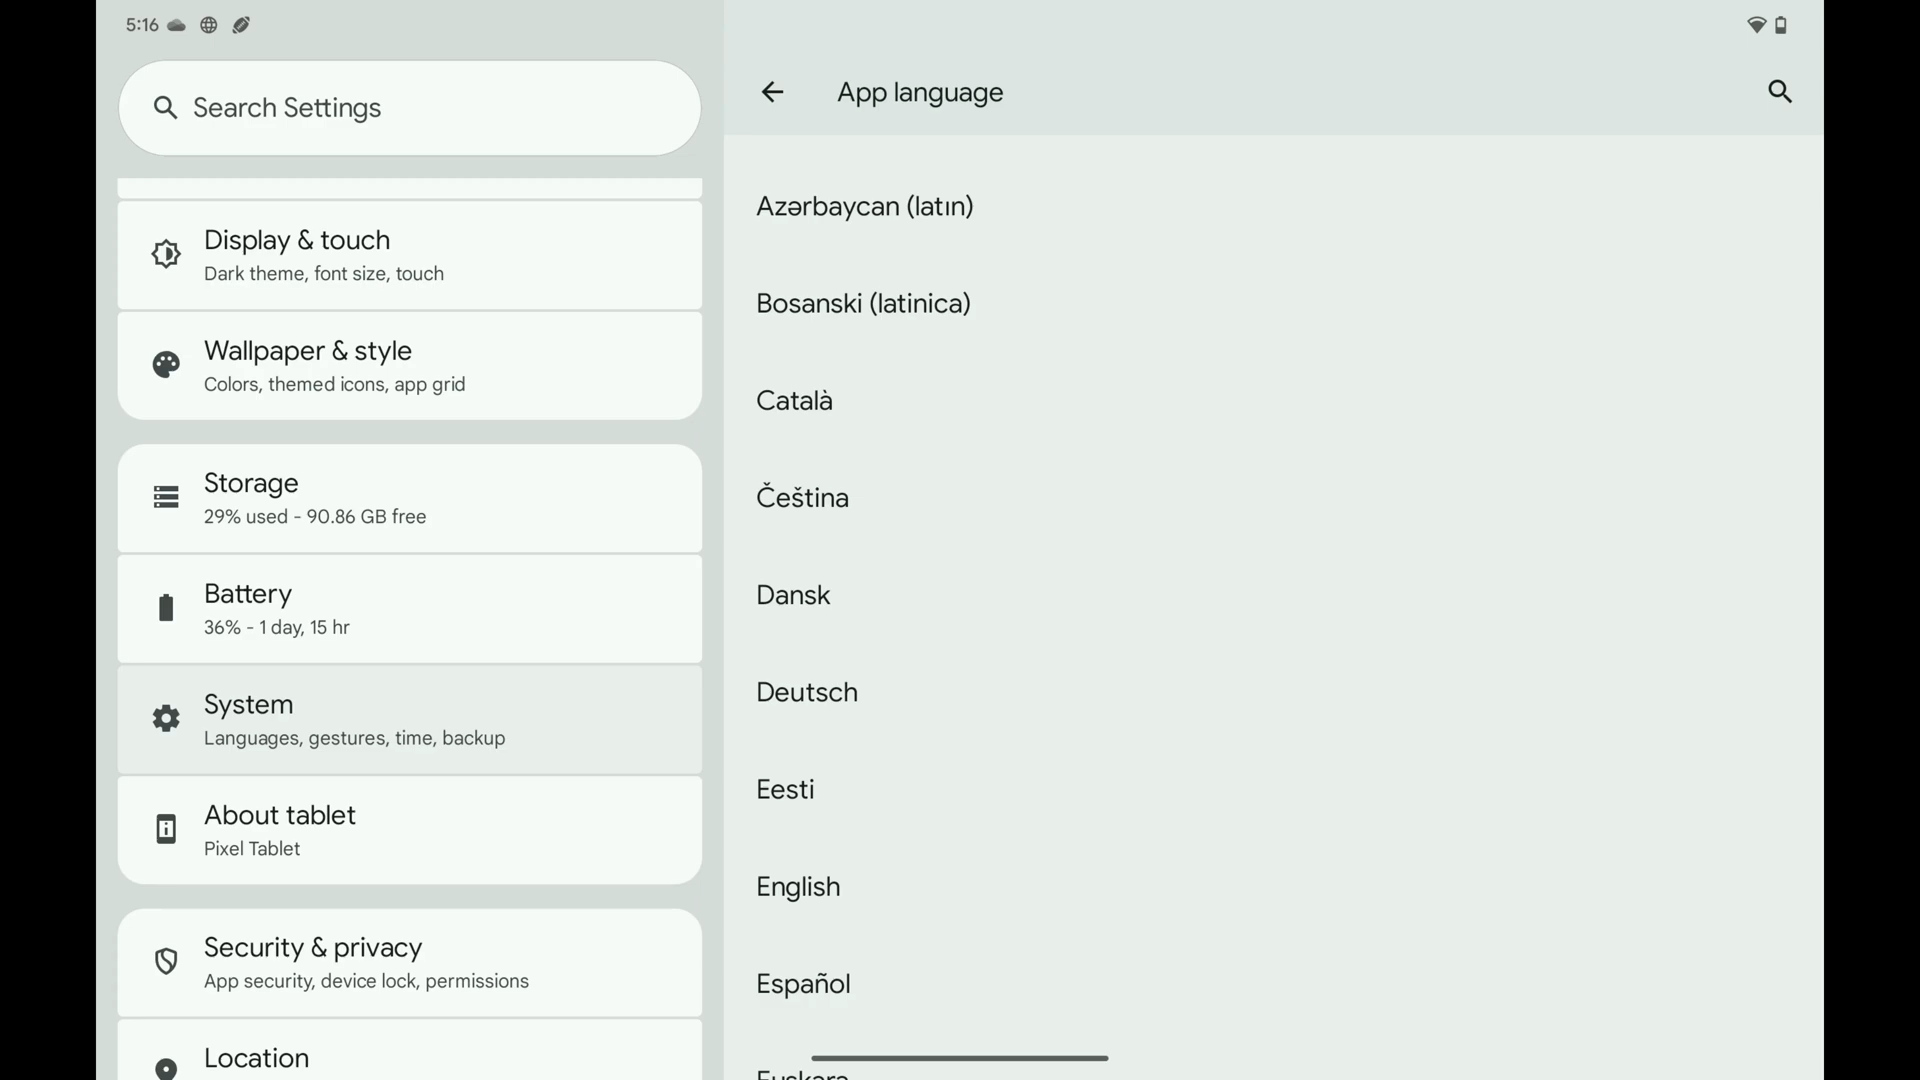 5:16
Search Settings
Display & touch
Dark theme, font size, touch
Wallpaper & style
Colors, themed icons, app grid
Storage
29% used - 90.86 GB free
Battery
36% - 1 day, 15 hr
System
Languages, gestures, time, backup
About tablet
Pixel Tablet
Security & privacy
App security, device lock, permissions
Location
App language
Azərbaycan (latın)
Bosanski (latinica)
Català
Čeština
Dansk
Deutsch
Eesti
English
Español
Euskara